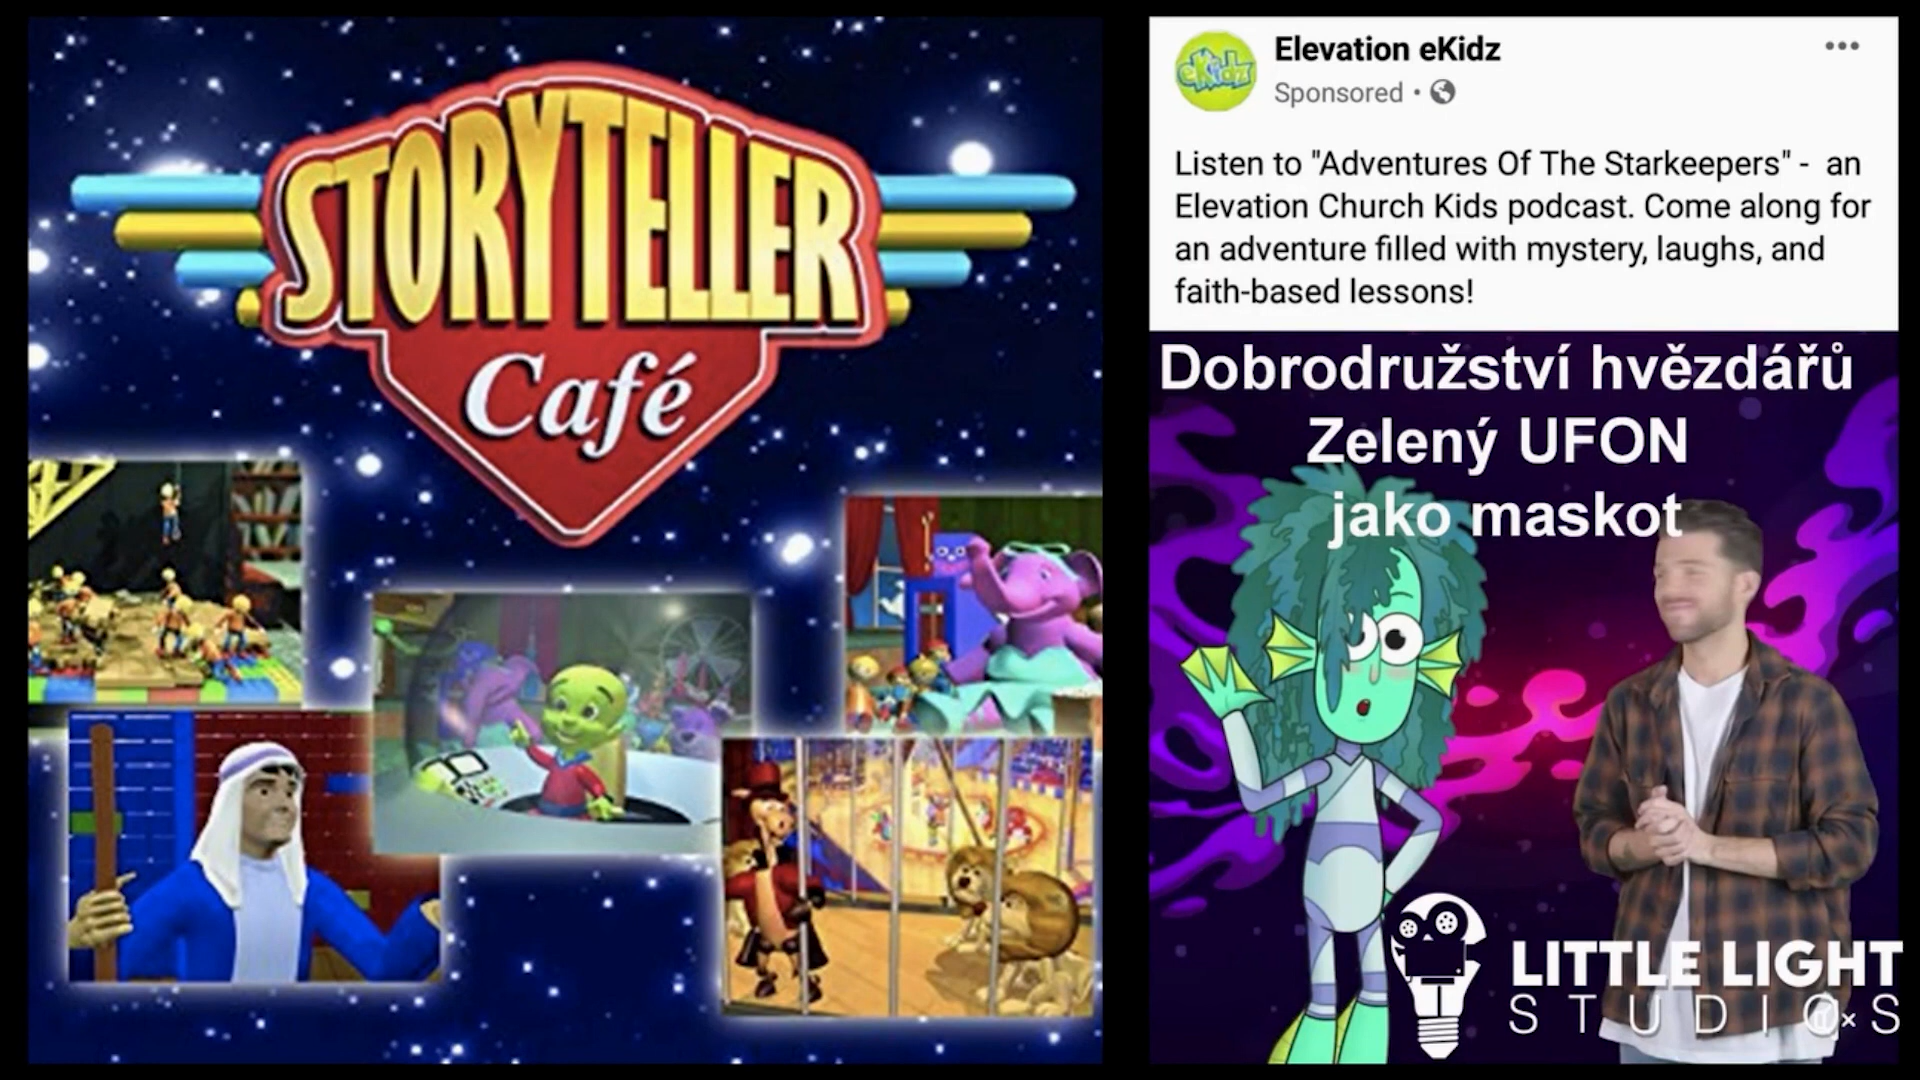 STORYTELLER
Café
eKidz
Elevation eKidz
Sponsored •
Listen to "Adventures Of The Starkeepers" - an
Elevation Church Kids podcast. Come along for
an adventure filled with mystery, laughs, and
faith-based lessons!
Dobrodružství hvězdářů
Zelený UFON
jako maskot
LITTLE LIGHT
STUDIOS